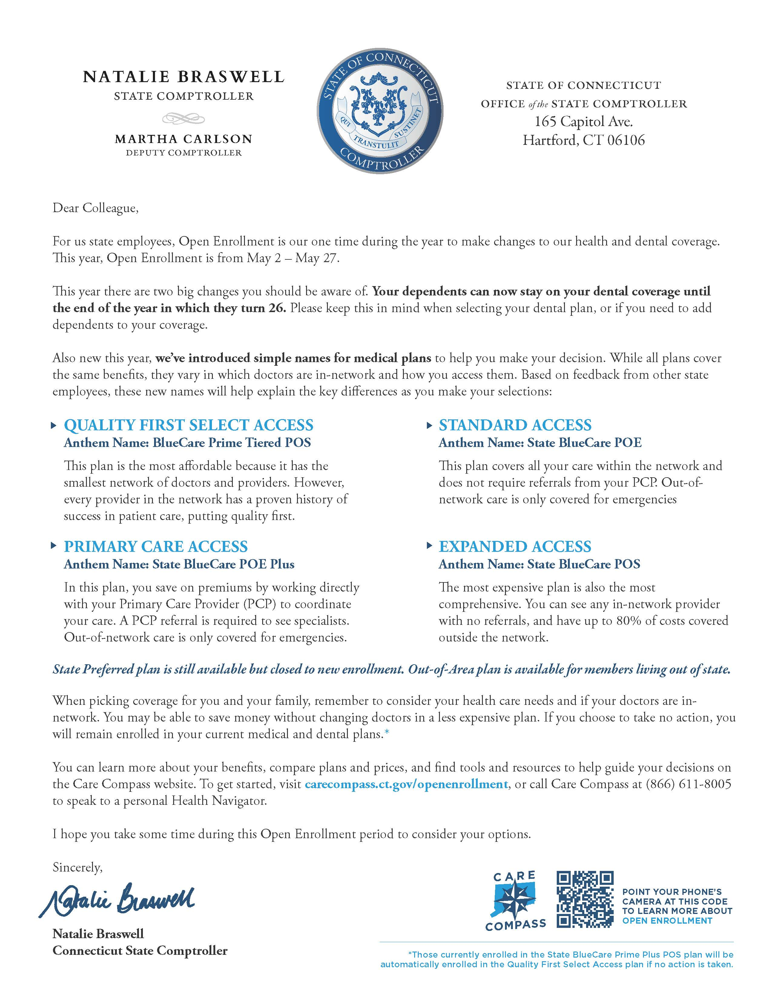 NATALIE BRASWELL
STATE COMPTROLLER
MARTHA CARLSON
DEPUTY COMPTROLLER
STATE OF CONNECTICUT
QUI
TRANSTULIT
SUSTINET
COMPTROLLER
STATE OF CONNECTICUT
OFFICE of the STATE COMPTROLLER
165 Capitol Ave.
Hartford, CT 06106
Dear Colleague,
For us state employees, Open Enrollment is our one time during the year to make changes to our health and dental coverage.
This year, Open Enrollment is from May 2 – May 27.
This year there are two big changes you should be aware of. Your dependents can now stay on your dental coverage until
the end of the year in which they turn 26. Please keep this in mind when selecting your dental plan, or if you need to add
dependents to your coverage.
Also new this year, we’ve introduced simple names for medical plans to help you make your decision. While all plans cover
the same benefits, they vary in which doctors are in-network and how you access them. Based on feedback from other state
employees, these new names will help explain the key differences as you make your selections:
QUALITY FIRST SELECT ACCESS
Anthem Name: BlueCare Prime Tiered POS
This plan is the most affordable because it has the
smallest network of doctors and providers. However,
every provider in the network has a proven history of
success in patient care, putting quality first.
STANDARD ACCESS
Anthem Name: State BlueCare POE
This plan covers all your care within the network and
does not require referrals from your PCP. Out-of-
network care is only covered for emergencies
PRIMARY CARE ACCESS
Anthem Name: State BlueCare POE Plus
In this plan, you save on premiums by working directly
with your Primary Care Provider (PCP) to coordinate
your care. A PCP referral is required to see specialists.
Out-of-network care is only covered for emergencies.
EXPANDED ACCESS
Anthem Name: State BlueCare POS
The most expensive plan is also the most
comprehensive. You can see any in-network provider
with no referrals, and have up to 80% of costs covered
outside the network.
State Preferred plan is still available but closed to new enrollment. Out-of-Area plan is available for members living out of state.
When picking coverage for you and your family, remember to consider your health care needs and if your doctors are in-
network. You may be able to save money without changing doctors in a less expensive plan. If you choose to take no action, you
will remain enrolled in your current medical and dental plans.*
You can learn more about your benefits, compare plans and prices, and find tools and resources to help guide your decisions on
the Care Compass website. To get started, visit carecompass.ct.gov/openenrollment, or call Care Compass at (866) 611-8005
to speak to a personal Health Navigator.
I hope you take some time during this Open Enrollment period to consider your options.
Sincerely,
Natalie Braswell
Natalie Braswell
Connecticut State Comptroller
CARE
COMPASS
POINT YOUR PHONE’S
CAMERA AT THIS CODE
TO LEARN MORE ABOUT
OPEN ENROLLMENT
*Those currently enrolled in the State BlueCare Prime Plus POS plan will be
automatically enrolled in the Quality First Select Access plan if no action is taken.